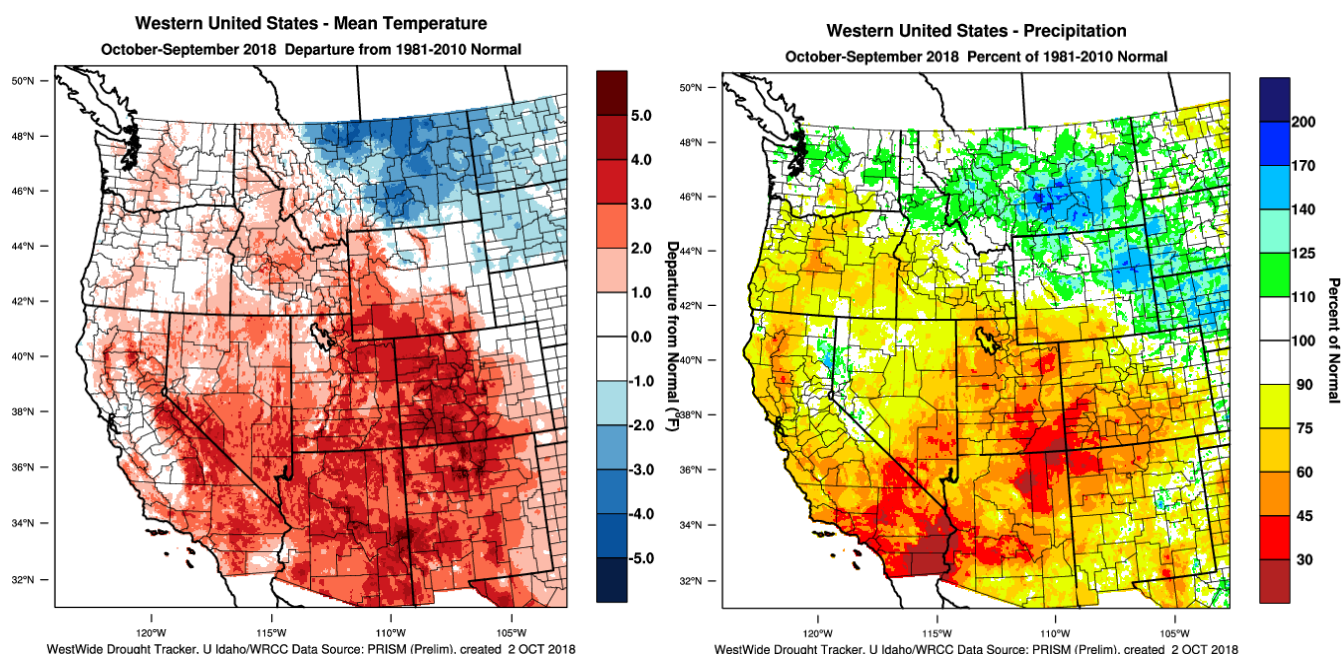 Western United States - Mean Temperature
October-September 2018  Departure from 1981-2010 Normal
50°N
48°N
46°N
44°N
42°N
40°N
38°N
36°N
34°N
32°N
120°W
115°W
110°W
105°W
5.0
4.0
3.0
2.0
1.0
0.0
-1.0
-2.0
-3.0
-4.0
-5.0
Departure from Normal (°F)
WestWide Drought Tracker, U Idaho/WRCC Data Source: PRISM (Prelim), created  2 OCT 2018
Western United States - Precipitation
October-September 2018  Percent of 1981-2010 Normal
50°N
48°N
46°N
44°N
42°N
40°N
38°N
36°N
34°N
32°N
120°W
115°W
110°W
105°W
200
170
140
125
110
100
90
75
60
45
30
Percent of Normal
WestWide Drought Tracker, U Idaho/WRCC Data Source: PRISM (Prelim), created  2 OCT 2018